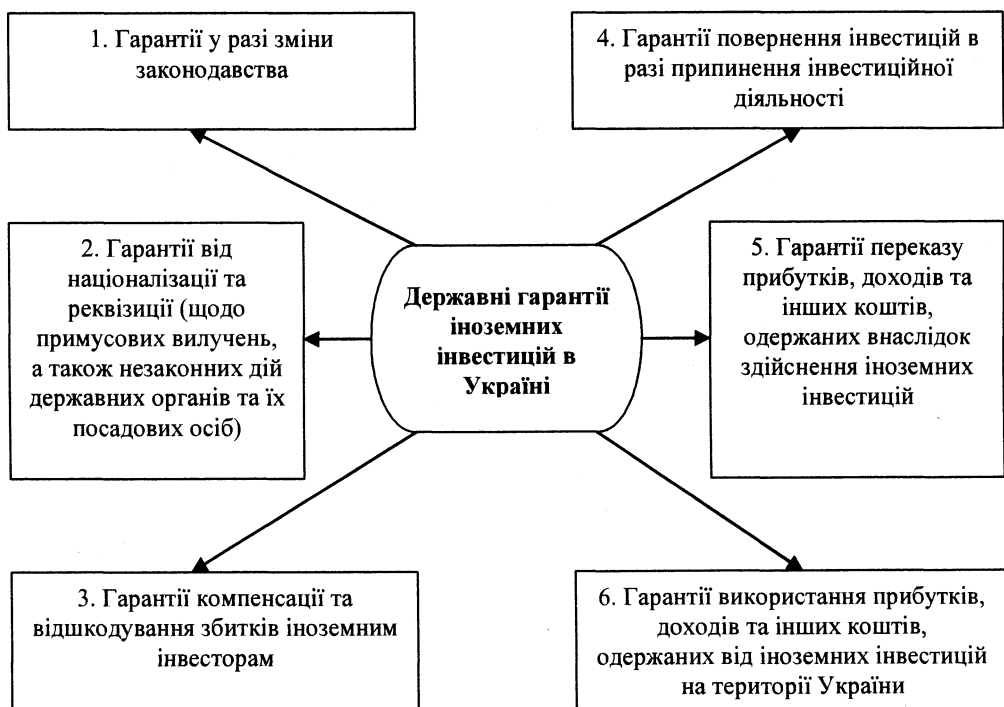 1. Гарантії у разі зміни
законодавства
4. Гарантії повернення інвестицій в
разі припинення інвестиційної
діяльності
2. Гарантії від
націоналізації та
реквізиції (щодо
примусових вилучень,
а також незаконних дій
державних органів та їх
посадових осіб)
Державні гарантії
іноземних
інвестицій в
Україні
5. Гарантії переказу
прибутків, доходів та
інших коштів,
одержаних внаслідок
здійснення іноземних
інвестицій
3. Гарантії компенсації та
відшкодування збитків іноземним
інвесторам
6. Гарантії використання прибутків,
доходів та інших коштів,
одержаних від іноземних інвестицій
на території України